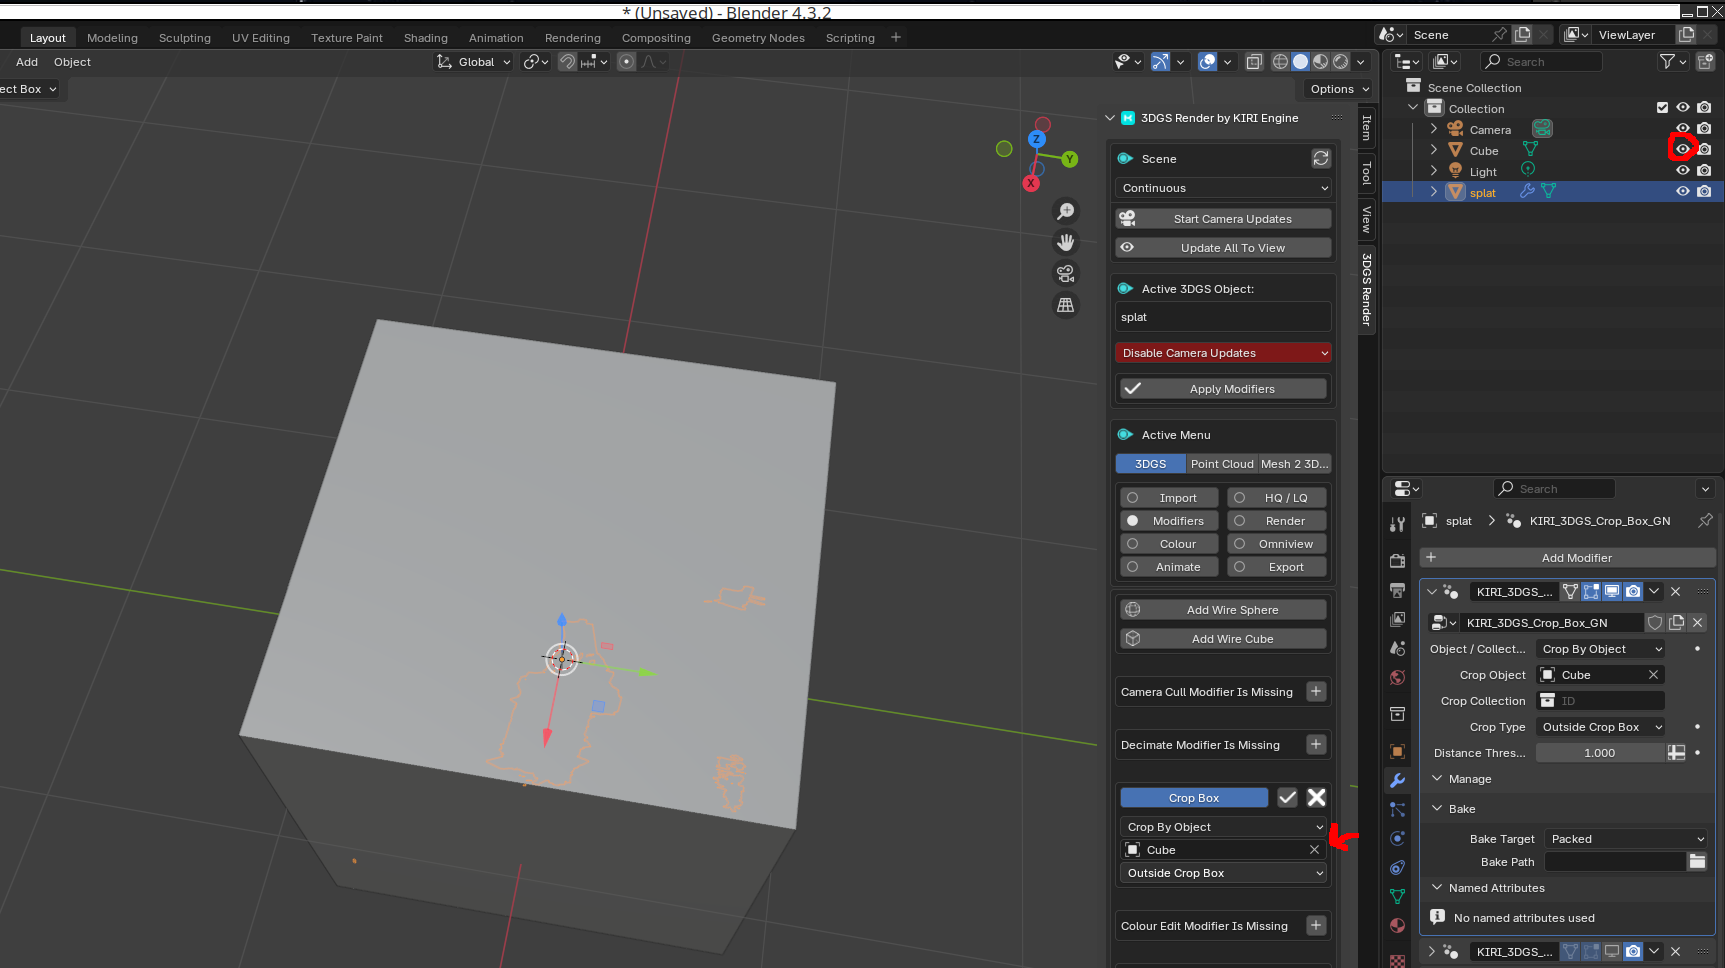 * (Unsaved) - Blender 4.3.2
Layout Modeling Sculpting UV Editing Texture Paint Shading Animation Rendering Compositing Geometry Nodes Scripting +
Scene
ViewLayer
Add Object
Global
Search
ect Box
Options
Scene Collection
Collection
Camera
Cube
Light
splat
Z
Y
X
3DGS Render by KIRI Engine
Item
Tool
View
3DGS Render
Scene
Continuous
Start Camera Updates
Update All To View
Active 3DGS Object:
splat
Disable Camera Updates
Apply Modifiers
Active Menu
3DGS Point Cloud Mesh 2 3D...
Import HQ / LQ
Modifiers Render
Colour Omniview
Animate Export
Add Wire Sphere
Add Wire Cube
Camera Cull Modifier Is Missing +
Decimate Modifier Is Missing +
Crop Box
Crop By Object
Cube
Outside Crop Box
Colour Edit Modifier Is Missing +
Search
splat > KIRI_3DGS_Crop_Box_GN
+ Add Modifier
KIRI_3DGS_...
KIRI_3DGS_Crop_Box_GN
Object / Collect... Crop By Object
Crop Object Cube
Crop Collection ID
Crop Type Outside Crop Box
Distance Thres... 1.000
Manage
Bake
Bake Target Packed
Bake Path
Named Attributes
No named attributes used
KIRI_3DGS_...